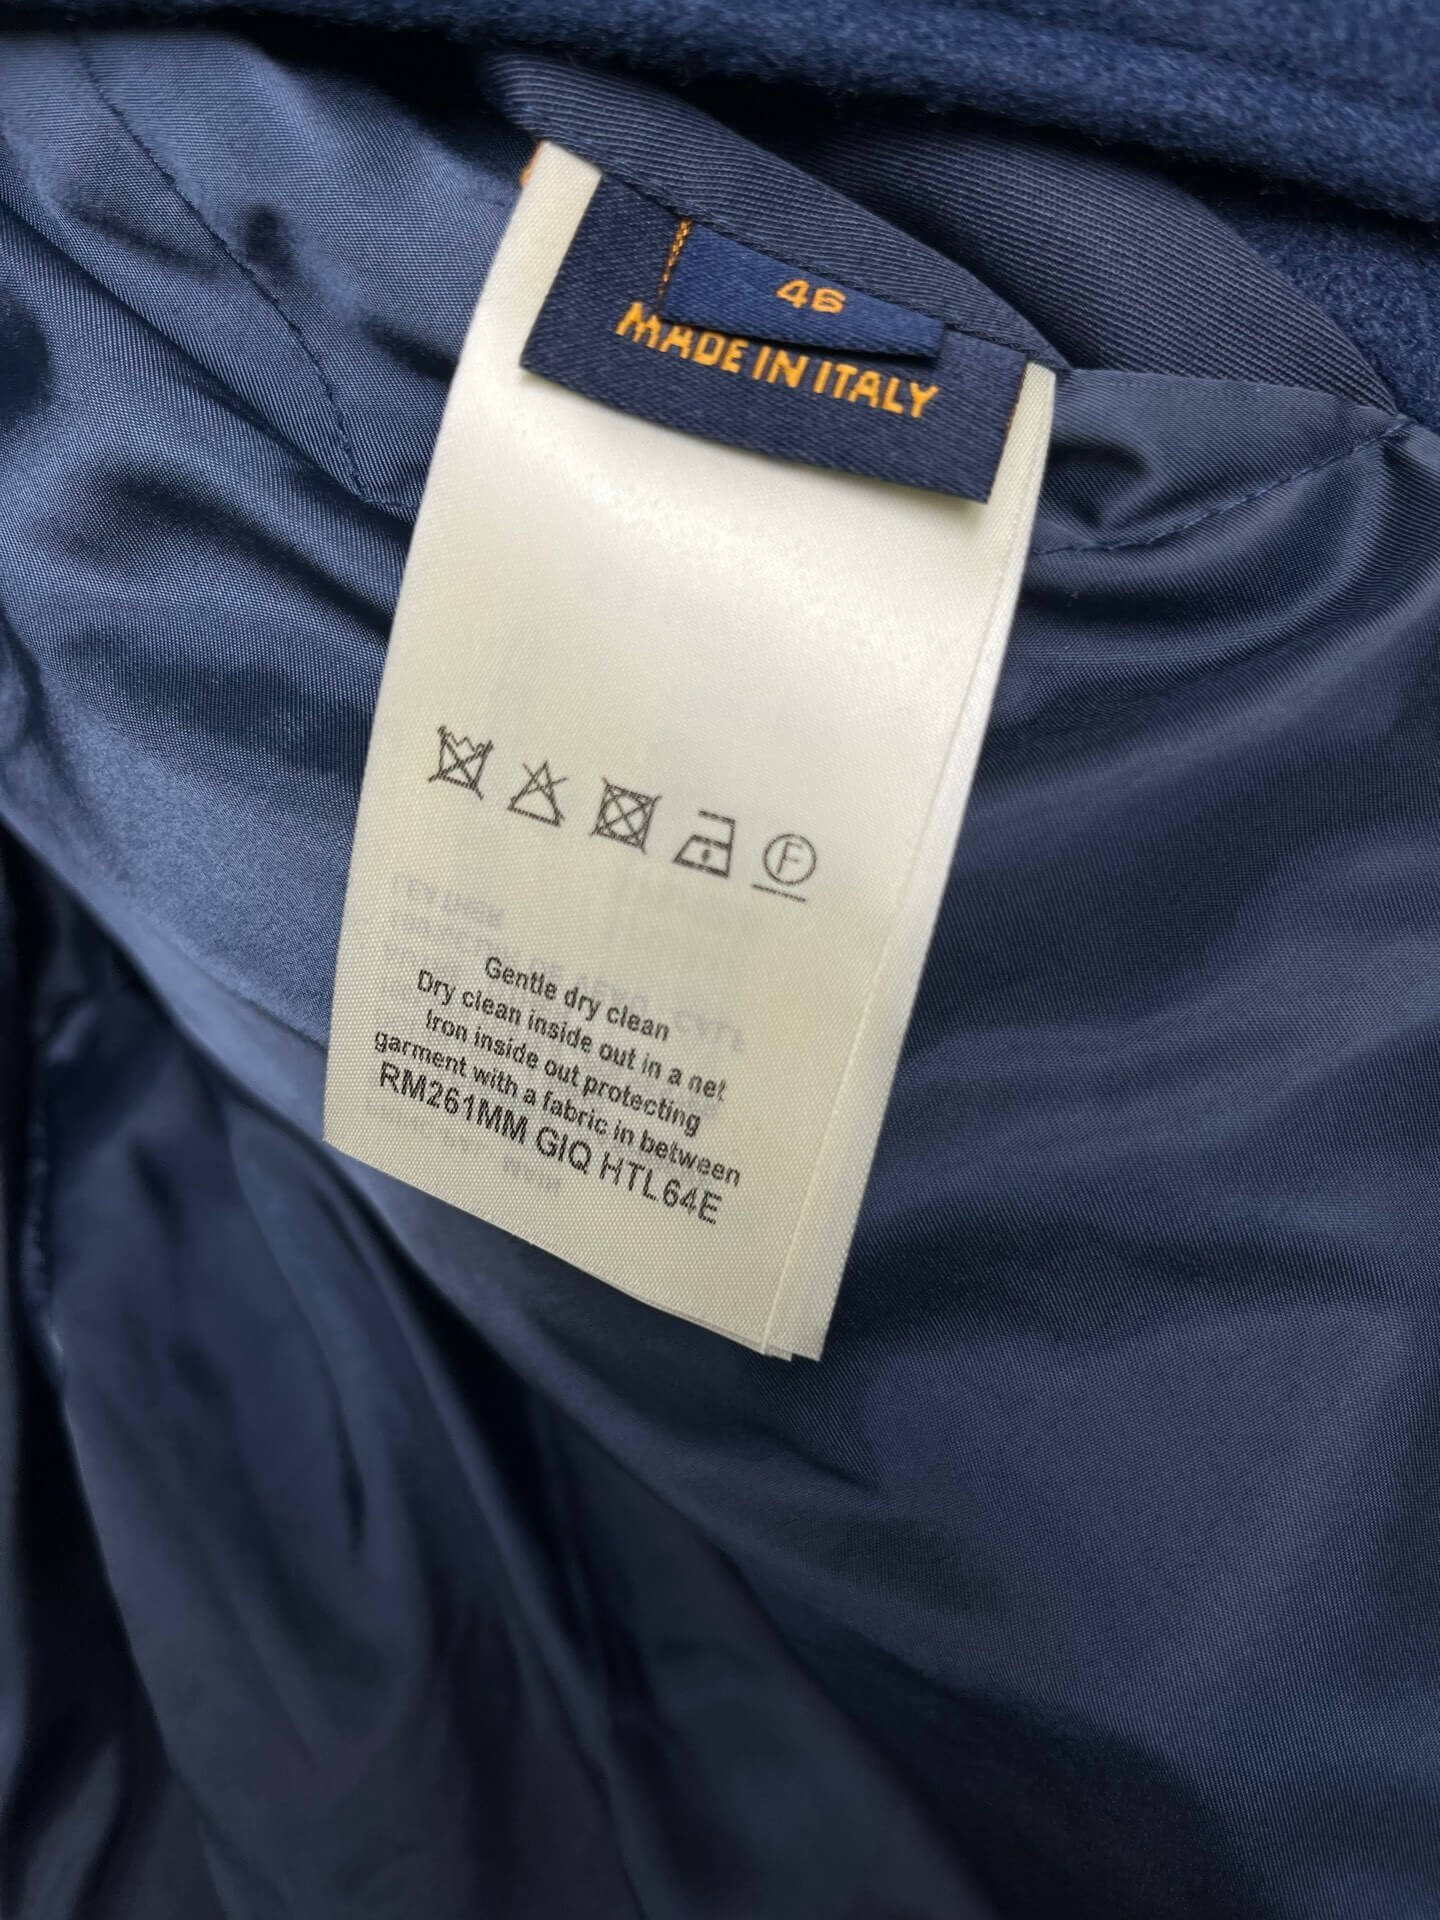 46
MADE IN ITALY
F
Gentle dry clean
Dry clean inside out in a net
Iron inside out protecting
garment with a fabric in between
RM261MM GIQ HTL64E